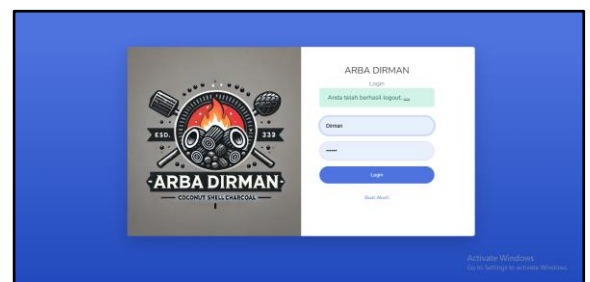 ESD.
333
ARBA DIRMAN
COCONUT SHELL CHARCOAL
ARBA DIRMAN
Login
Anda telah berhasil logout.
Dirman
Login
Buat Akun!
Activate Windows
Go to Settings to activate Windows.